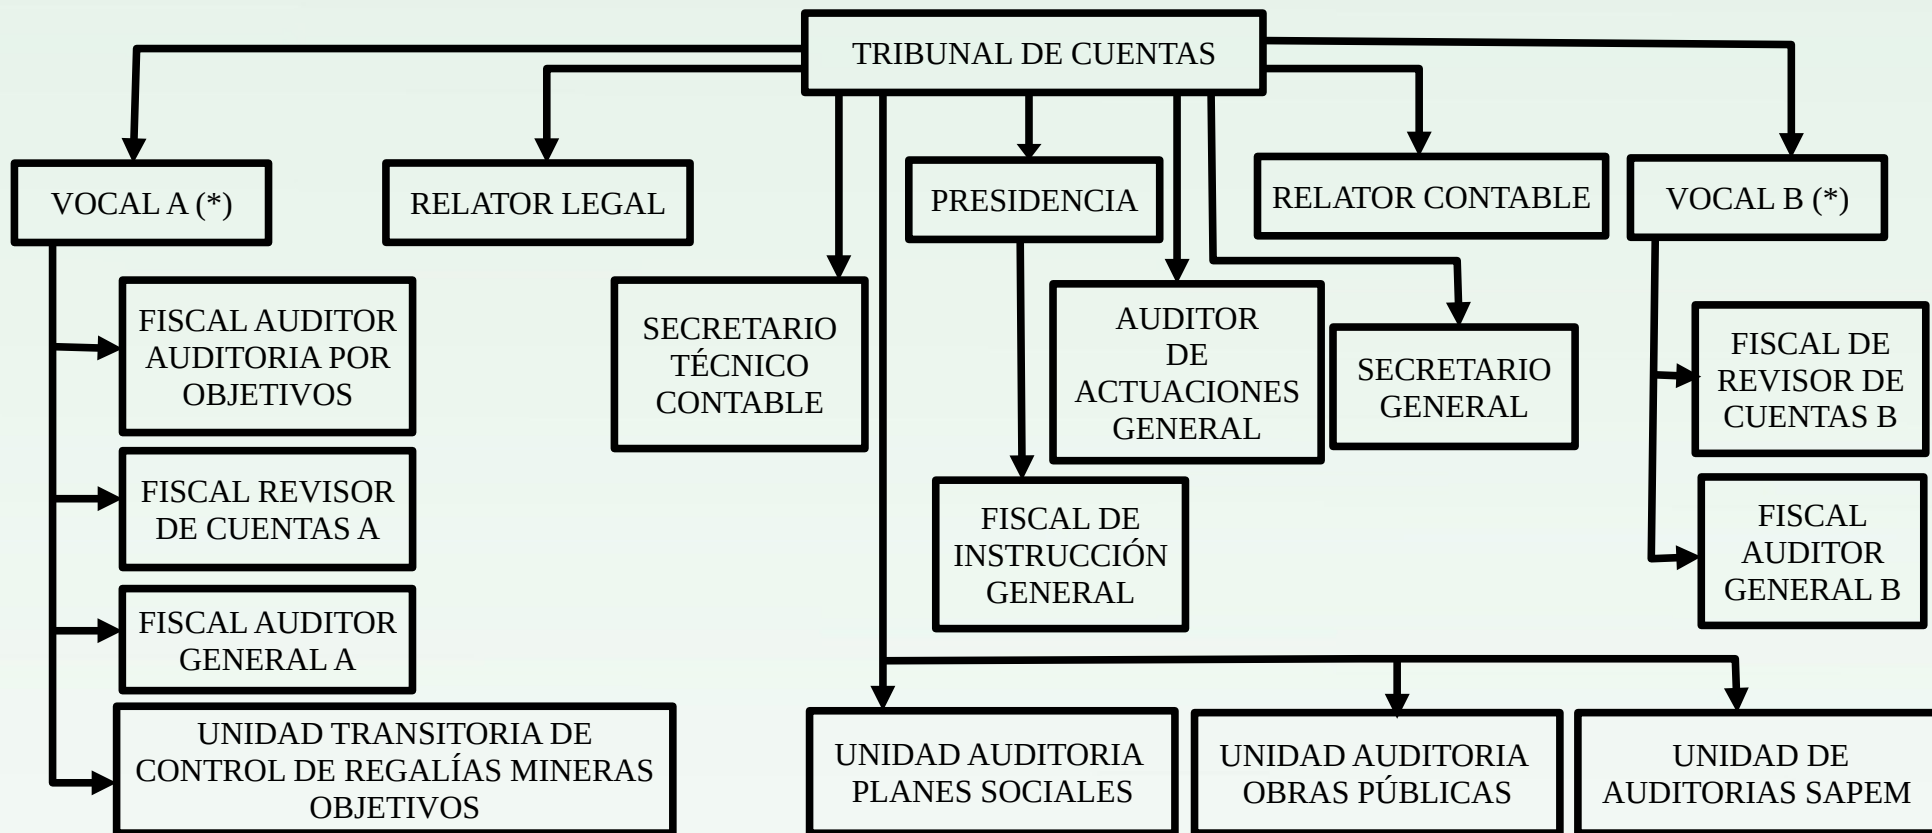 TRIBUNAL DE CUENTAS
VOCAL A (*)
RELATOR LEGAL
PRESIDENCIA
RELATOR CONTABLE
VOCAL B (*)
FISCAL AUDITOR
AUDITORIA POR
OBJETIVOS
SECRETARIO
TÉCNICO
CONTABLE
AUDITOR
DE
ACTUACIONES
GENERAL
SECRETARIO
GENERAL
FISCAL DE
REVISOR DE
CUENTAS B
FISCAL REVISOR
DE CUENTAS A
FISCAL DE
INSTRUCCIÓN
GENERAL
FISCAL
AUDITOR
GENERAL B
FISCAL AUDITOR
GENERAL A
UNIDAD TRANSITORIA DE
CONTROL DE REGALÍAS MINERAS
OBJETIVOS
UNIDAD AUDITORIA
PLANES SOCIALES
UNIDAD AUDITORIA
OBRAS PÚBLICAS
UNIDAD DE
AUDITORIAS SAPEM